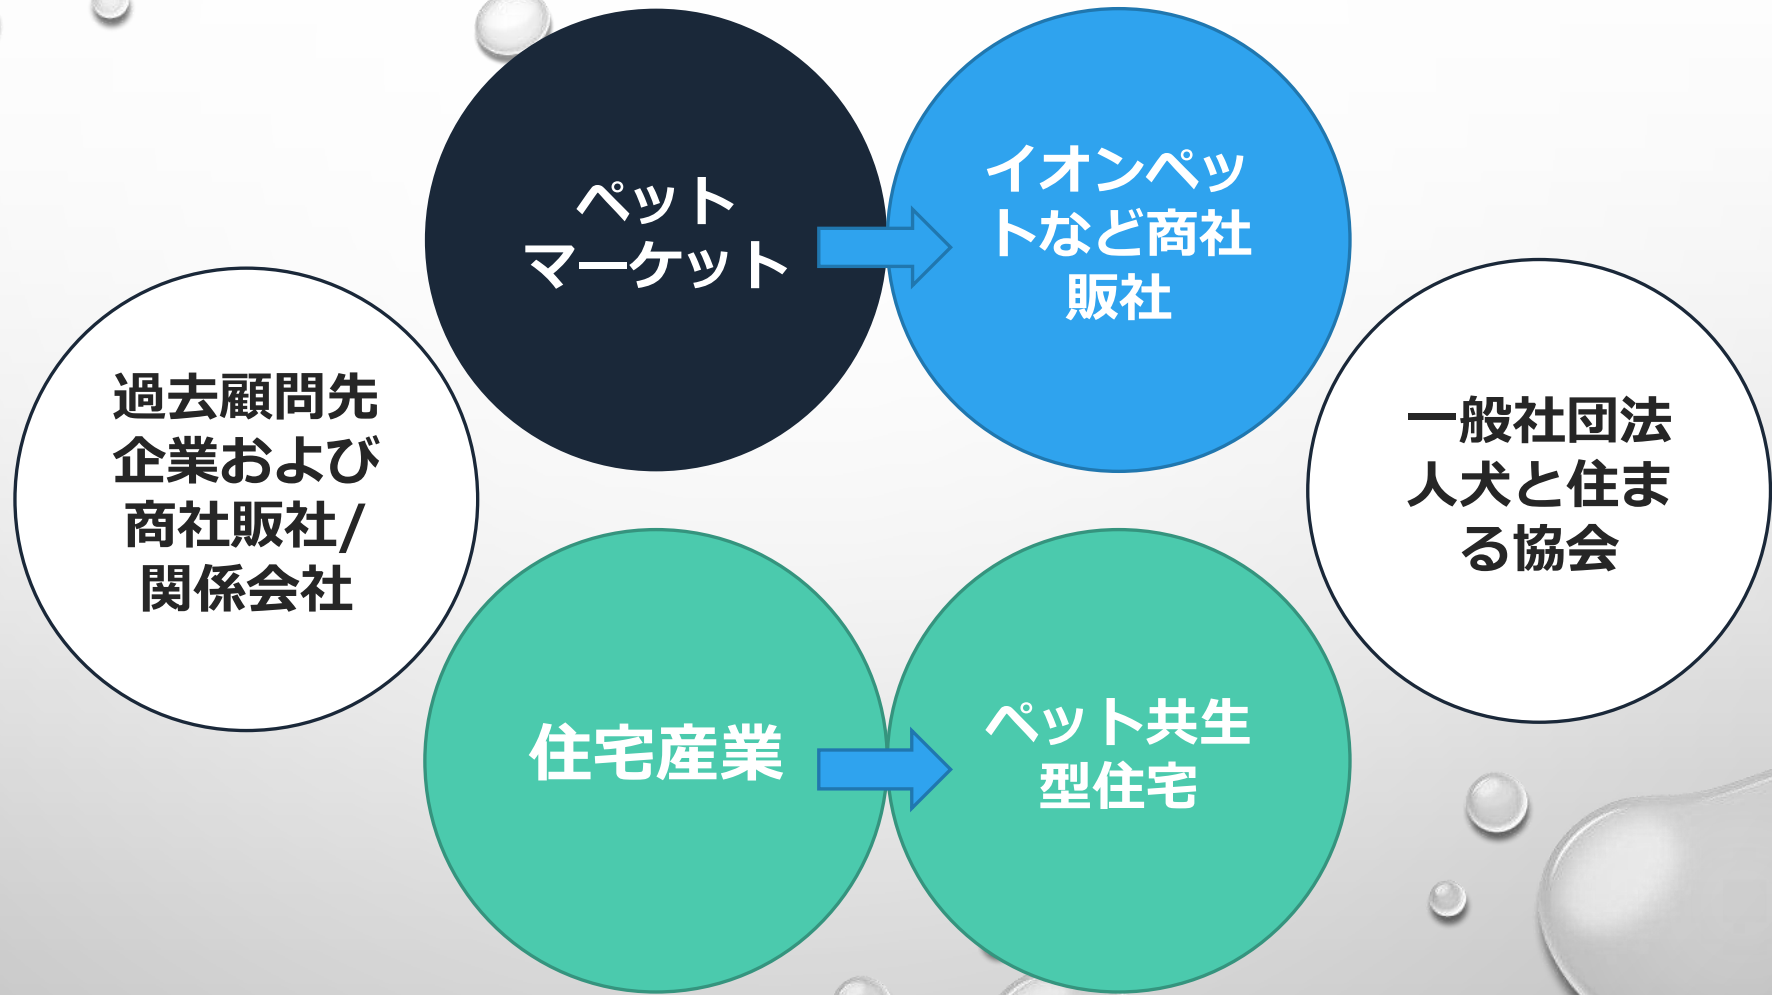 ペット
マーケット
イオンペッ
トなど商社
販社
過去顧問先
企業および
商社販社/
関係会社
一般社団法
人犬と住ま
る協会
住宅産業
ペット共生
型住宅